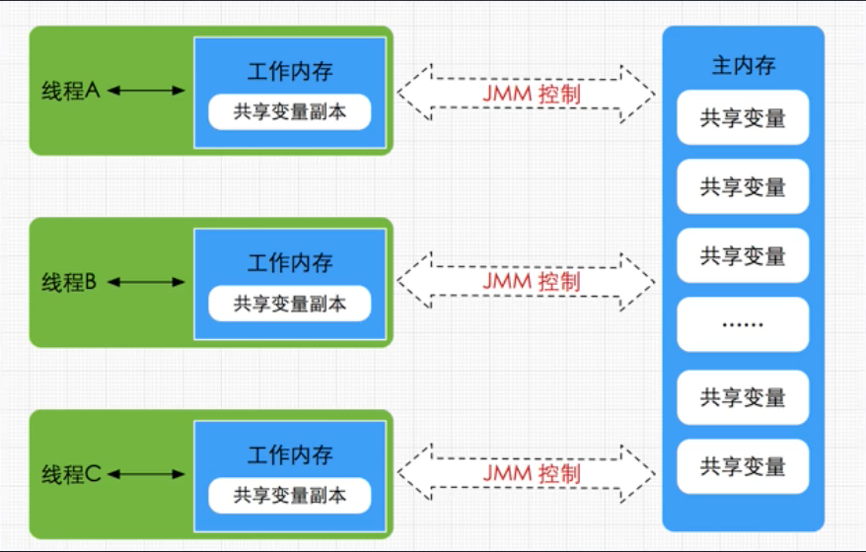 线程A
工作内存
共享变量副本
JMM 控制
线程B
工作内存
共享变量副本
JMM 控制
线程C
工作内存
共享变量副本
JMM 控制
主内存
共享变量
共享变量
共享变量
······
共享变量
共享变量